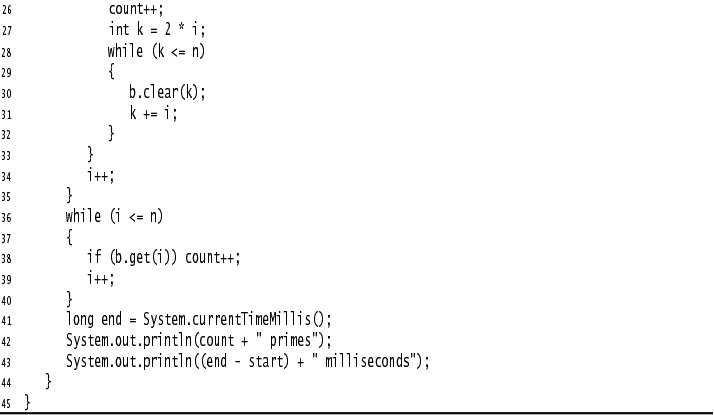 26 count++;
27 int k = 2 * i;
28 while (k <= n)
29 {
30 b.clear(k);
31 k += i;
32 }
33 }
34 i++;
35 }
36 while (i <= n)
37 {
38 if (b.get(i)) count++;
39 i++;
40 }
41 long end = System.currentTimeMillis();
42 System.out.println(count + " primes");
43 System.out.println((end - start) + " milliseconds");
44 }
45 }